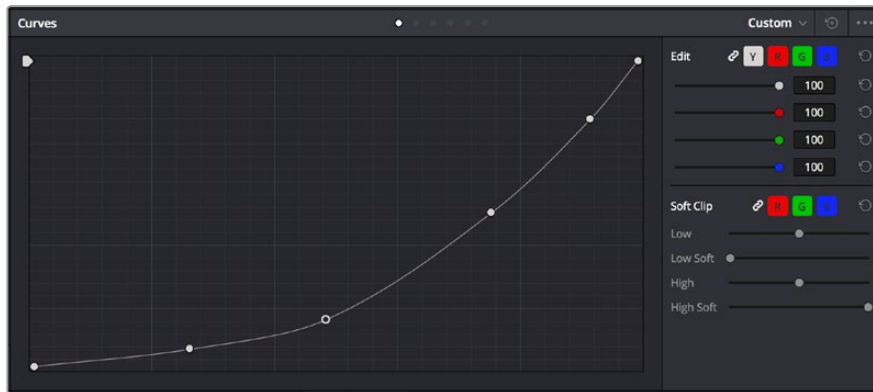 Curves
Custom
Edit
Y R G B
100
100
100
100
Soft Clip
R G B
Low
Low Soft
High
High Soft